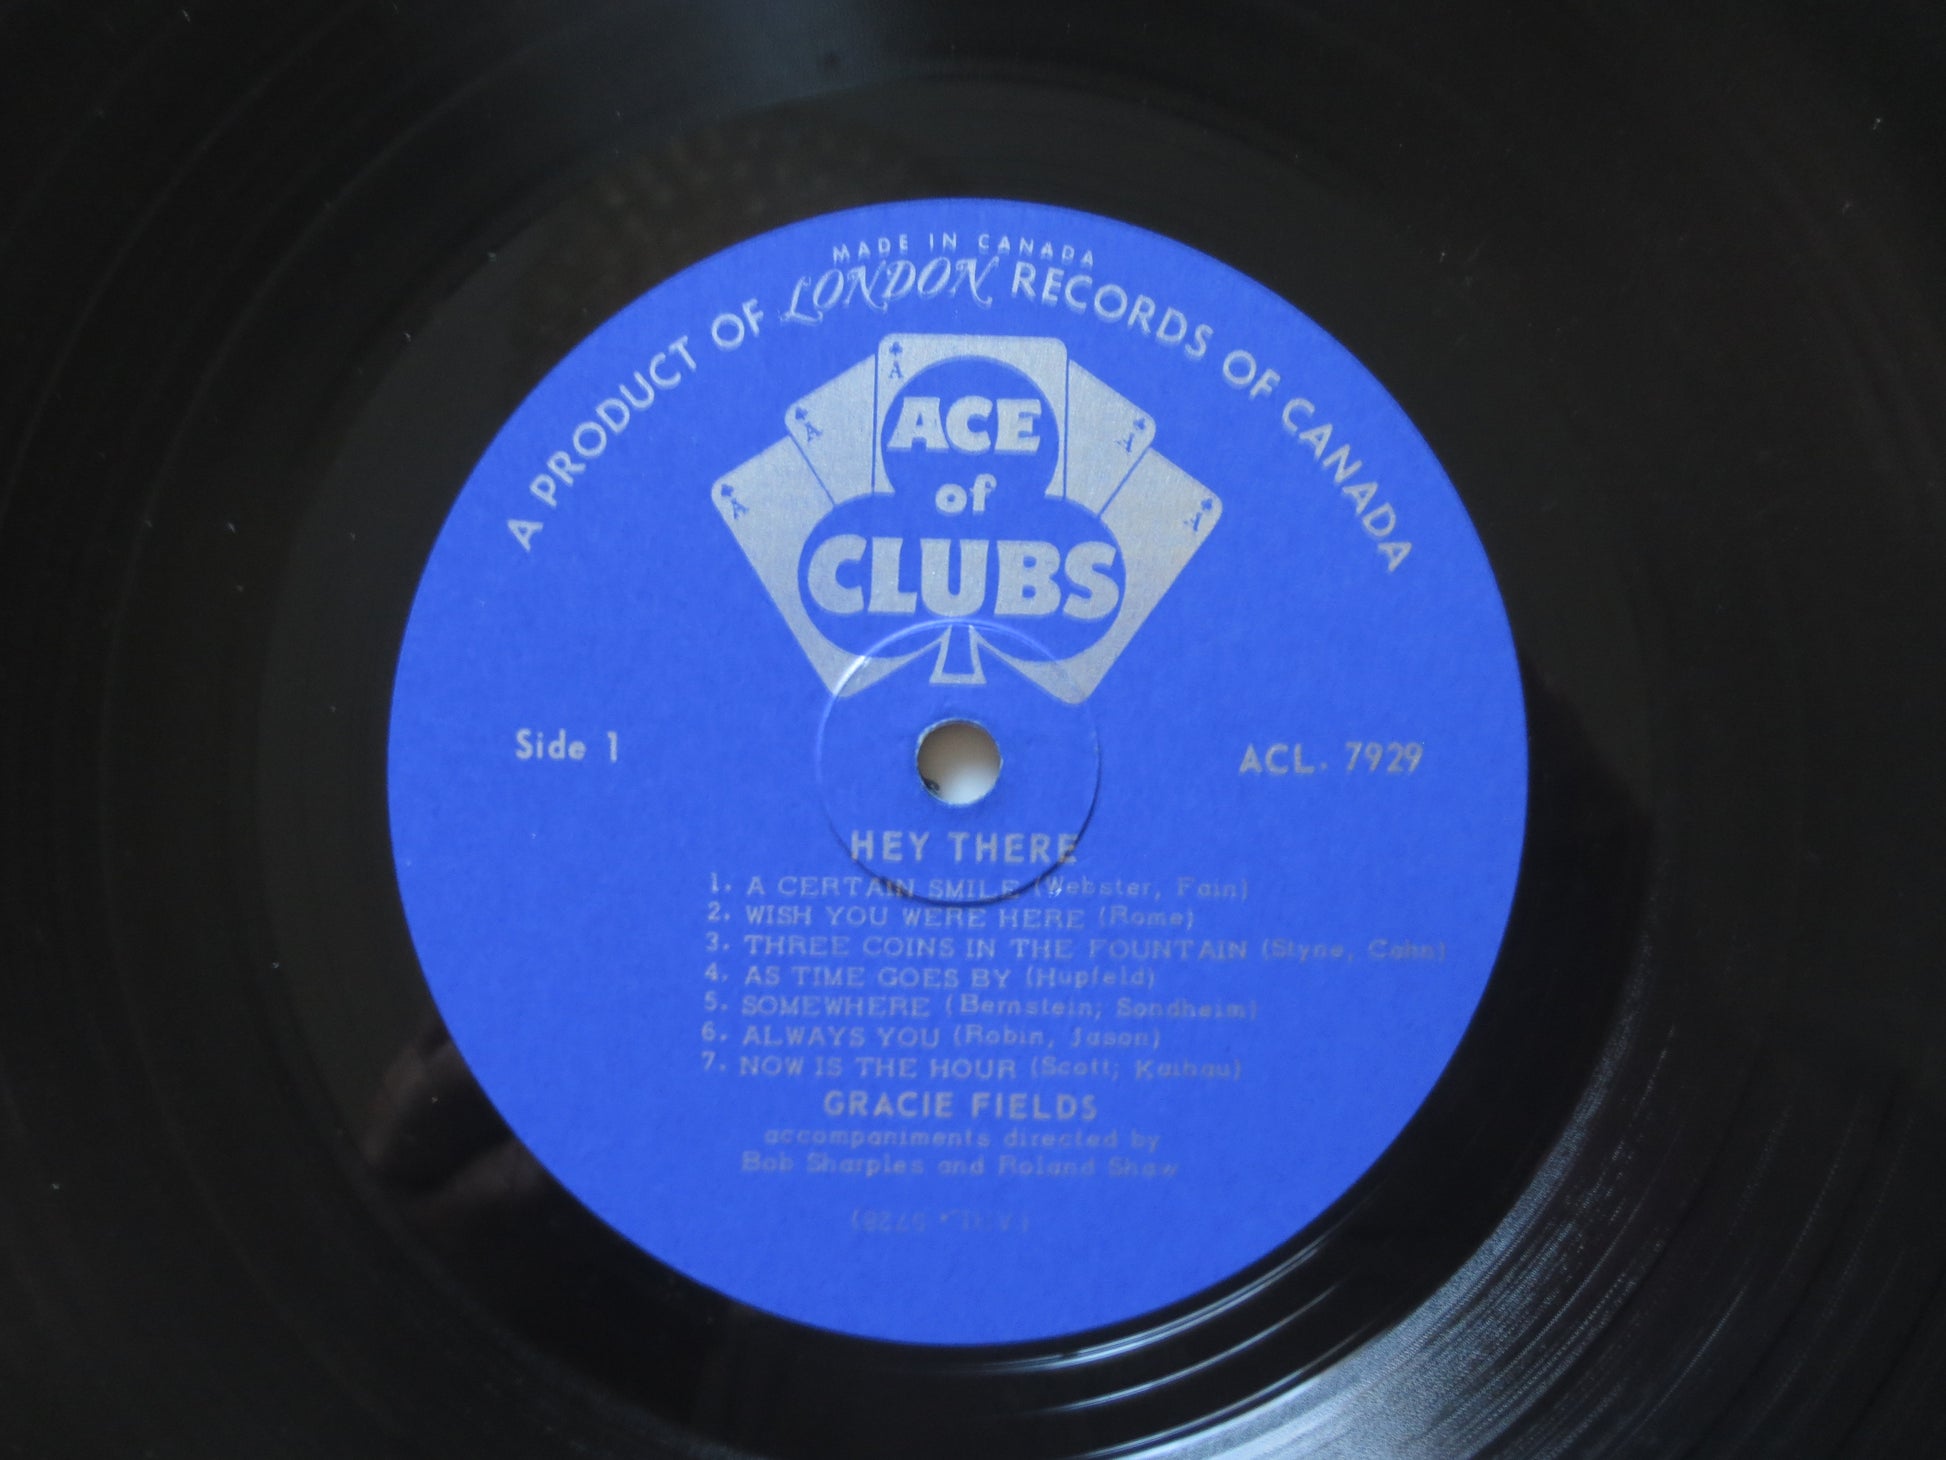 MADE IN CANADA
A PRODUCT OF LONDON RECORDS OF CANADA
A
A
A
A
A
ACE
of
CLUBS
Side 1
ACL. 7929
HEY THERE
1. A CERTAIN SMILE (Webster, Fain)
2. WISH YOU WERE HERE (Rome)
3. THREE COINS IN THE FOUNTAIN (Styne, Cahn)
4. AS TIME GOES BY (Hupfeld)
5. SOMEWHERE (Bernstein; Sondheim)
6. ALWAYS YOU (Robin, Jason)
7. NOW IS THE HOUR (Scott; Kaihau)
GRACIE FIELDS
accompaniments directed by
Bob Sharples and Roland Shaw